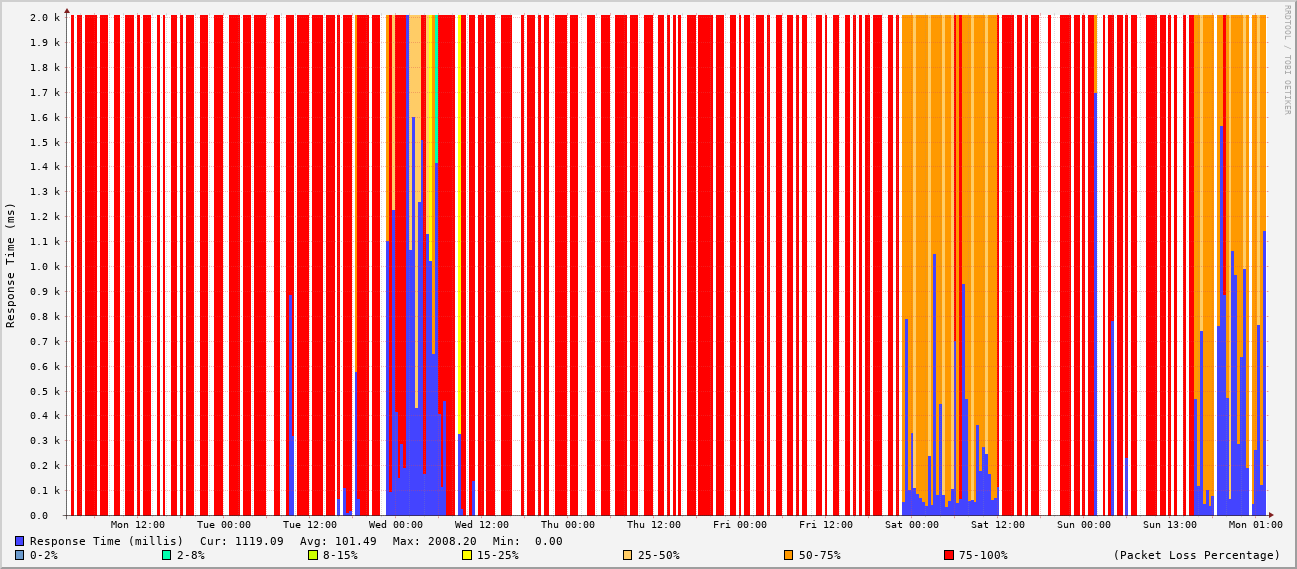 RRDTOOL / TOBI OETIKER
Response Time (ms)
2.0 k
1.9 k
1.8 k
1.7 k
1.6 k
1.5 k
1.4 k
1.3 k
1.2 k
1.1 k
1.0 k
0.9 k
0.8 k
0.7 k
0.6 k
0.5 k
0.4 k
0.3 k
0.2 k
0.1 k
0.0
Mon 12:00 Tue 00:00 Tue 12:00 Wed 00:00 Wed 12:00 Thu 00:00 Thu 12:00 Fri 00:00 Fri 12:00 Sat 00:00 Sat 12:00 Sun 00:00 Sun 13:00 Mon 01:00
Response Time (millis) Cur: 1119.09 Avg: 101.49 Max: 2008.20 Min: 0.00
0-2% 2-8% 8-15% 15-25% 25-50% 50-75% 75-100% (Packet Loss Percentage)